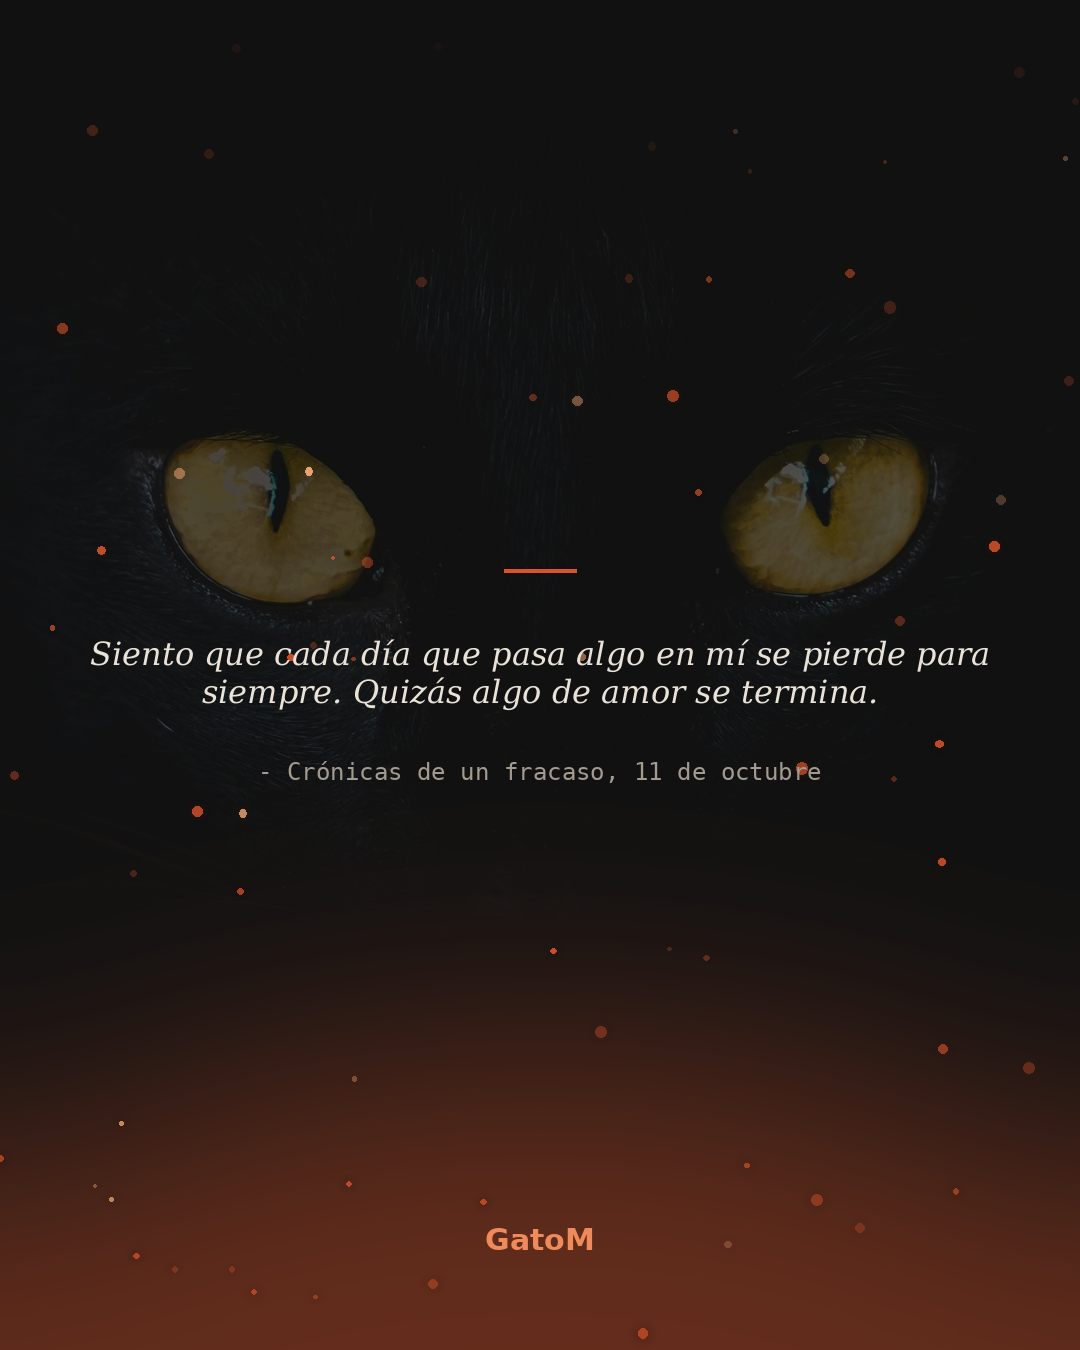 Siento que cada día que pasa algo en mí se pierde para
siempre. Quizás algo de amor se termina.
- Crónicas de un fracaso, 11 de octubre
GatoM